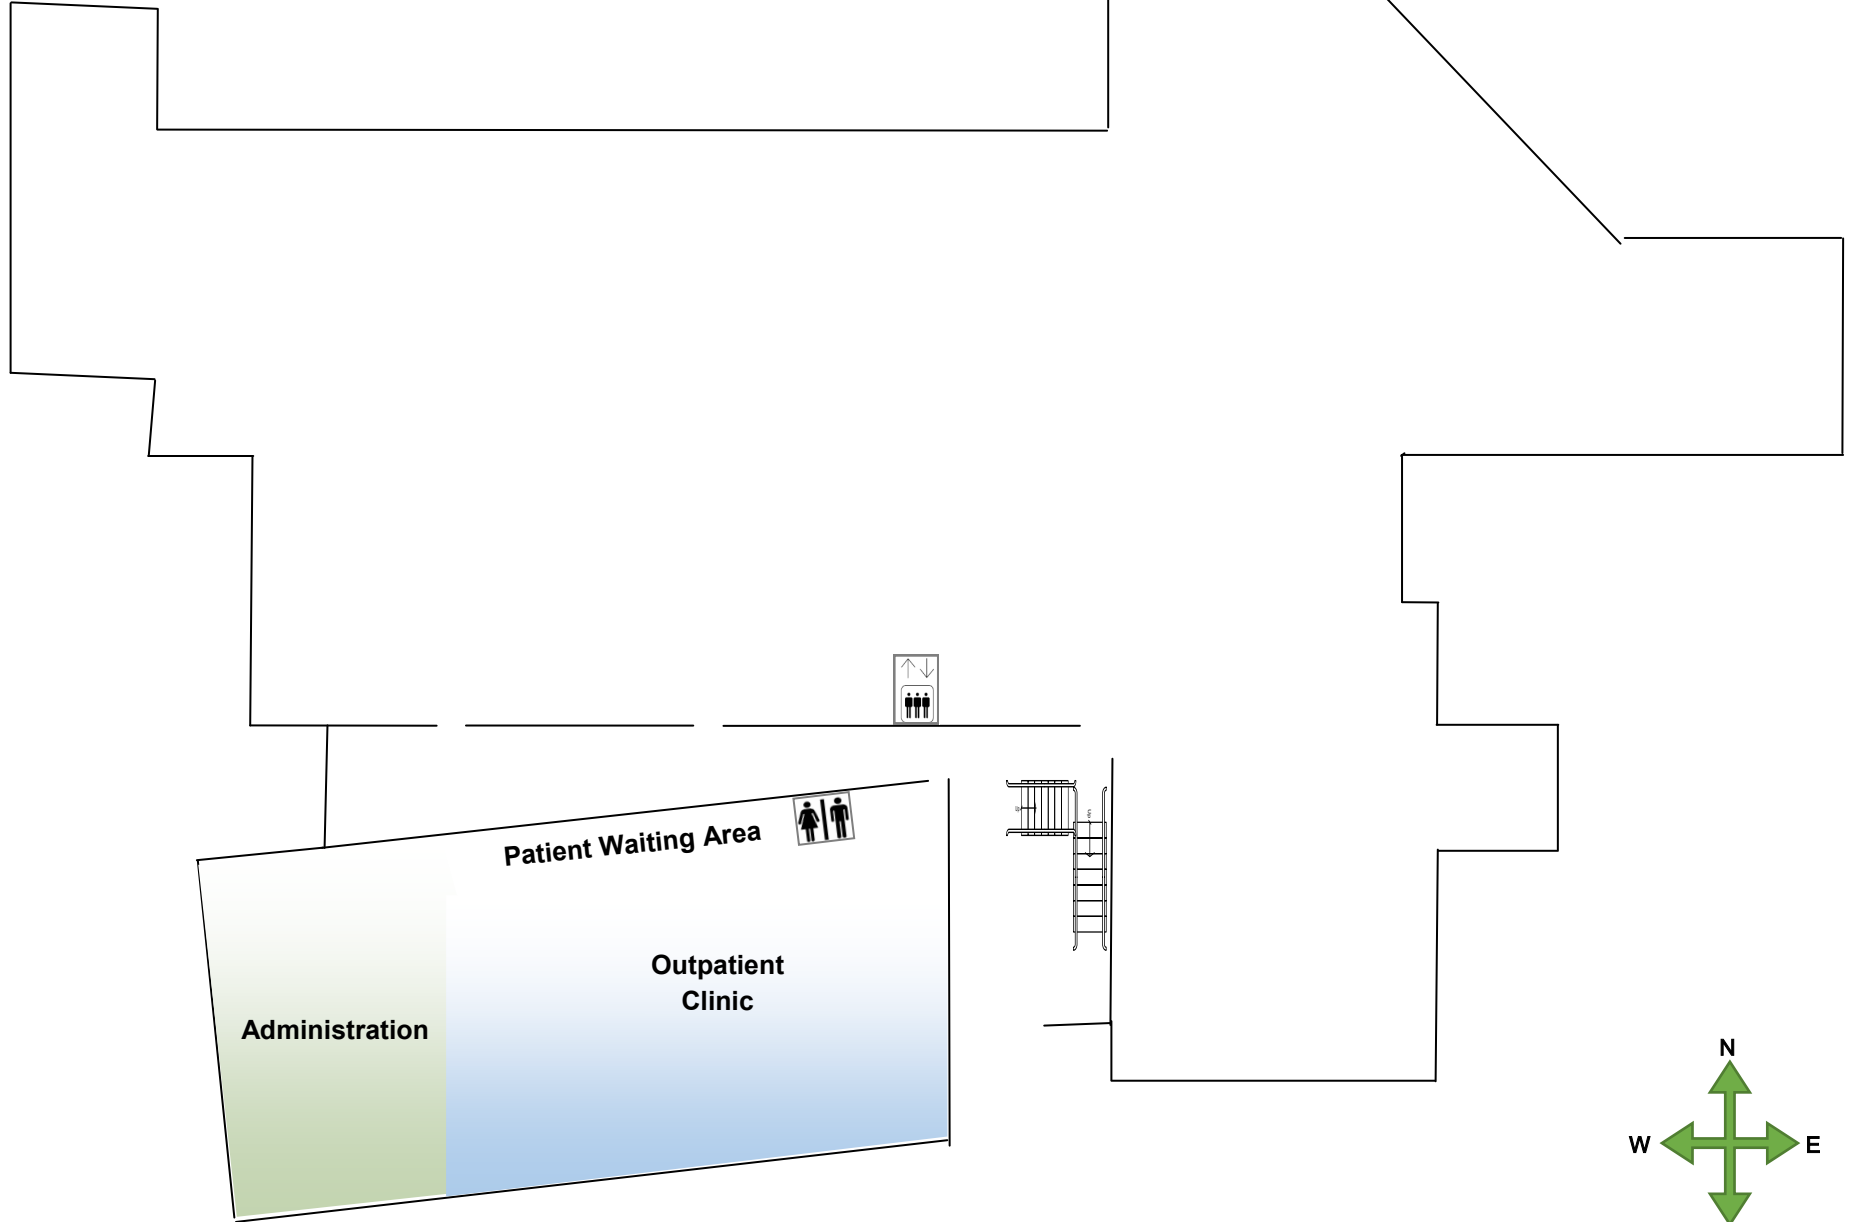 Patient Waiting Area
Outpatient
Clinic
Administration
N
W
E